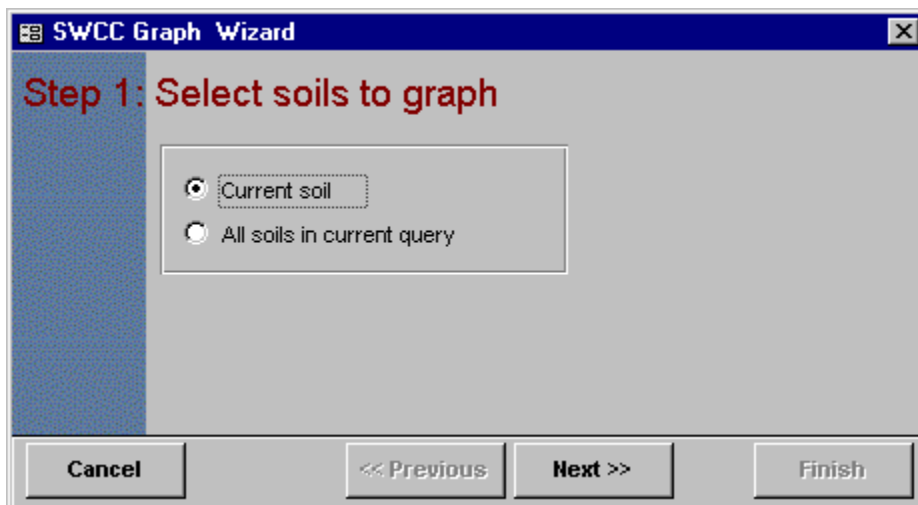 SWCC Graph Wizard
Step 1: Select soils to graph
Current soil
All soils in current query
Cancel
<< Previous
Next >>
Finish